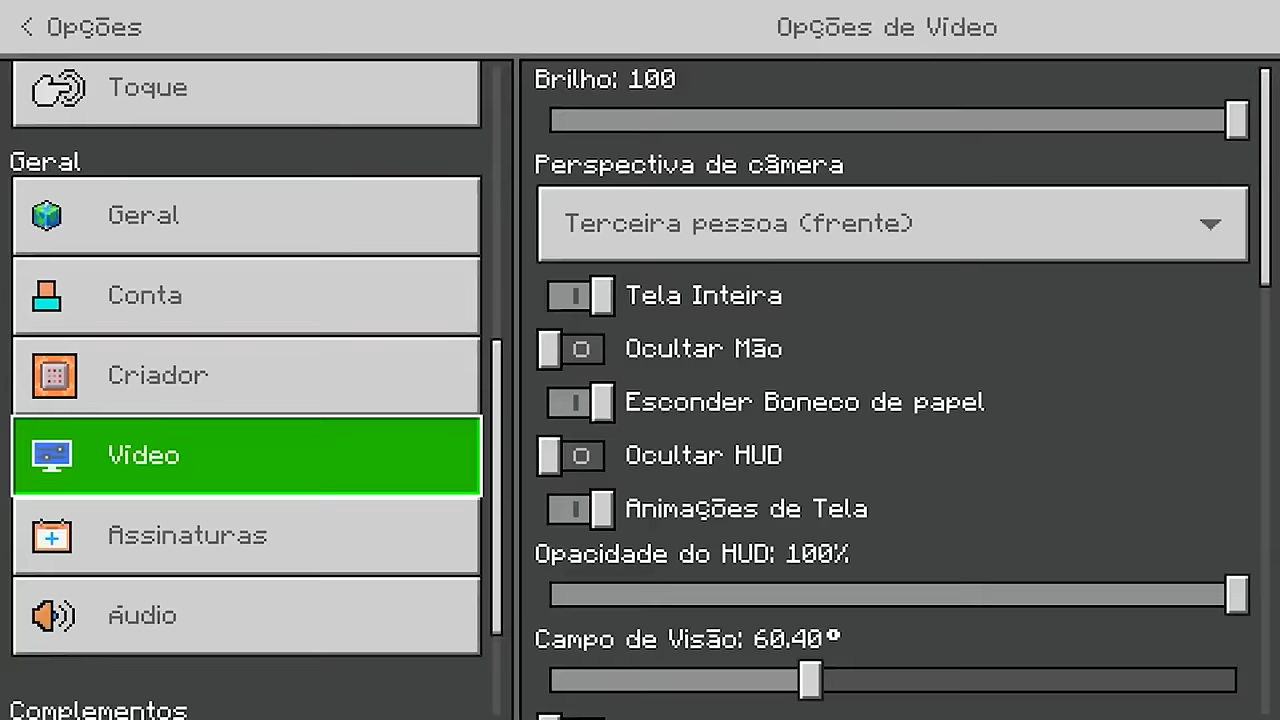 Opções
Opções de Vídeo
Toque
Geral
Geral
Conta
Criador
Vídeo
Assinaturas
Áudio
Complementos
Brilho: 100
Perspectiva de câmera
Terceira pessoa (frente)
Tela Inteira
Ocultar Mão
Esconder Boneco de papel
Ocultar HUD
Animações de Tela
Opacidade do HUD: 100%
Campo de Visão: 60.40°